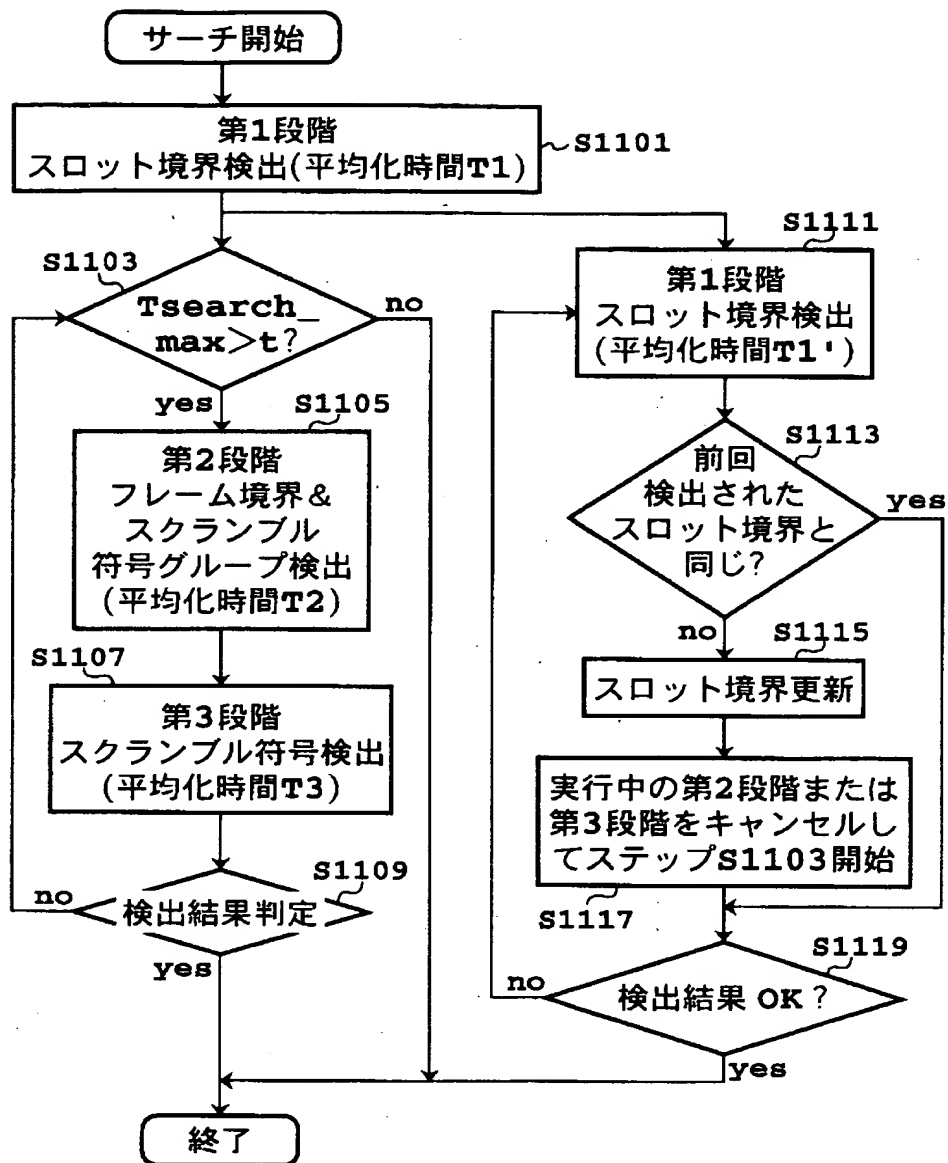 サーチ開始
第1段階
スロット境界検出(平均化時間T1)
S1101
S1103
Tsearch_
max>t?
no
yes
S1105
第2段階
フレーム境界&
スクランブル
符号グループ検出
(平均化時間T2)
S1107
第3段階
スクランブル符号検出
(平均化時間T3)
S1109
no
検出結果判定
yes
S1111
第1段階
スロット境界検出
(平均化時間T1')
S1113
前回
検出された
スロット境界と
同じ?
yes
no
S1115
スロット境界更新
実行中の第2段階または
第3段階をキャンセルし
てステップS1103開始
S1117
S1119
no
検出結果 OK?
yes
終了